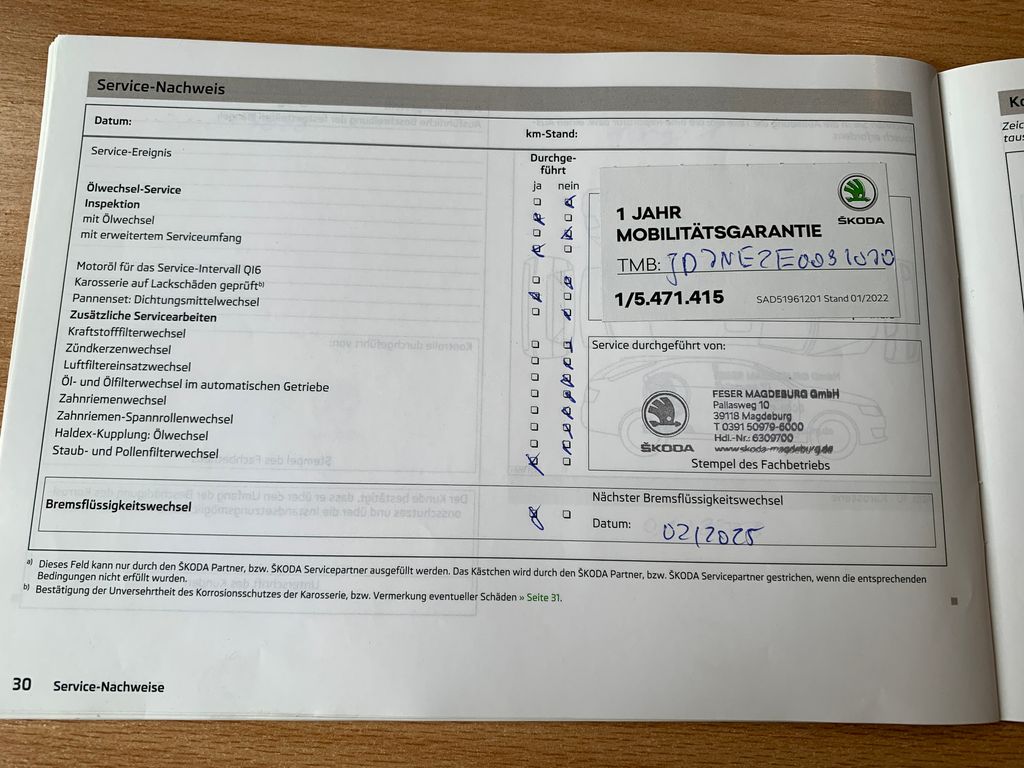 Service-Nachweis
Datum:
km-Stand:
Service-Ereignis
Durchge-
führt
ja nein
Ölwechsel-Service
Inspektion
mit Ölwechsel
mit erweitertem Serviceumfang
Motoröl für das Service-Intervall QI6
Karosserie auf Lackschäden geprüft b)
Pannenset: Dichtungsmittelwechsel
Zusätzliche Servicearbeiten
Kraftstofffilterwechsel
Zündkerzenwechsel
Luftfiltereinsatzwechsel
Öl- und Ölfilterwechsel im automatischen Getriebe
Zahnriemenwechsel
Zahnriemen-Spannrollenwechsel
Haldex-Kupplung: Ölwechsel
Staub- und Pollenfilterwechsel
ŠKODA
1 JAHR
MOBILITÄTSGARANTIE
TMB:
1/5.471.415
SAD51961201 Stand 01/2022
Service durchgeführt von:
ŠKODA
FESER MAGDEBURG GmbH
Pallasweg 10
39118 Magdeburg
T 0391 50979-6000
Hdl.-Nr.: 6309700
www.skoda-magdeburg.de
Stempel des Fachbetriebs
Bremsflüssigkeitswechsel
Nächster Bremsflüssigkeitswechsel
Datum: 02/2025
a) Dieses Feld kann nur durch den ŠKODA Partner, bzw. ŠKODA Servicepartner ausgefüllt werden. Das Kästchen wird durch den ŠKODA Partner, bzw. ŠKODA Servicepartner gestrichen, wenn die entsprechenden
Bedingungen nicht erfüllt wurden.
b) Bestätigung der Unversehrtheit des Korrosionsschutzes der Karosserie, bzw. Vermerkung eventueller Schäden » Seite 31.
30 Service-Nachweise